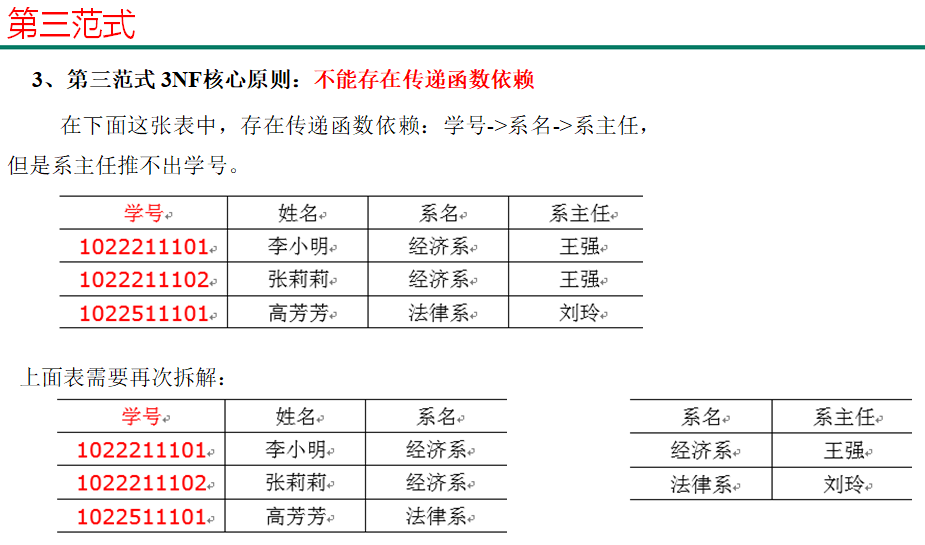 第三范式
3、第三范式 3NF核心原则：不能存在传递函数依赖
在下面这张表中，存在传递函数依赖：学号->系名->系主任，
但是系主任推不出学号。
学号 姓名 系名 系主任
1022211101 李小明 经济系 王强
1022211102 张莉莉 经济系 王强
1022511101 高芳芳 法律系 刘玲
上面表需要再次拆解：
学号 姓名 系名
1022211101 李小明 经济系
1022211102 张莉莉 经济系
1022511101 高芳芳 法律系
系名 系主任
经济系 王强
法律系 刘玲